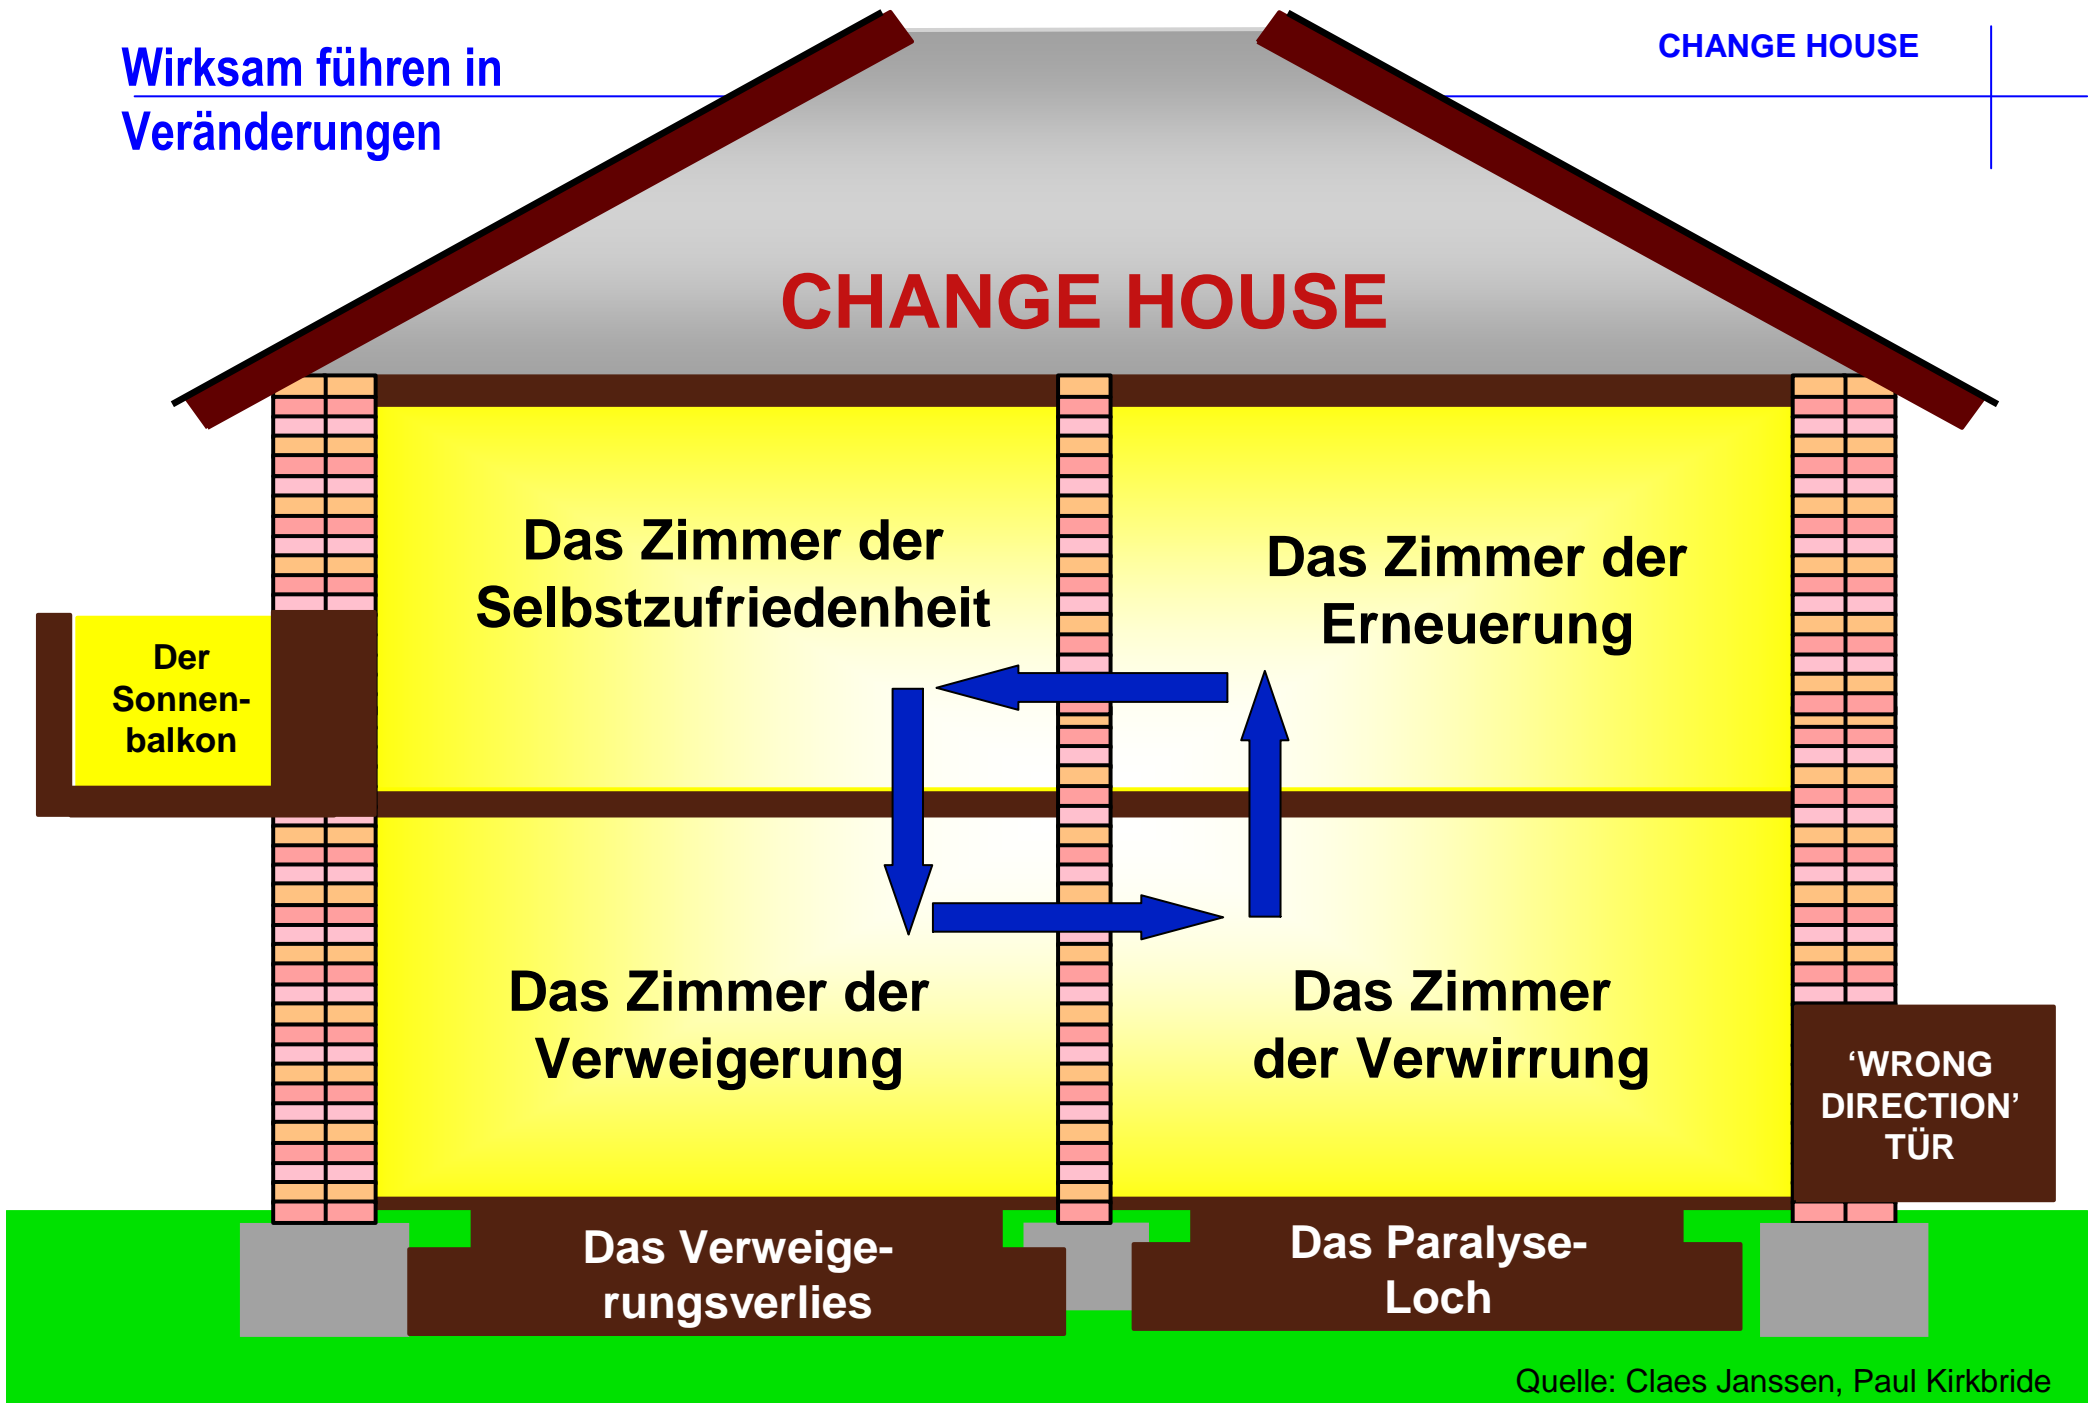 Wirksam führen in
Veränderungen
CHANGE HOUSE
CHANGE HOUSE
Das Zimmer der
Selbstzufriedenheit
Das Zimmer der
Erneuerung
Der
Sonnen-
balkon
Das Zimmer der
Verweigerung
Das Zimmer
der Verwirrung
‘WRONG
DIRECTION’
TÜR
Das Verweige-
rungsverlies
Das Paralyse-
Loch
Quelle: Claes Janssen, Paul Kirkbride